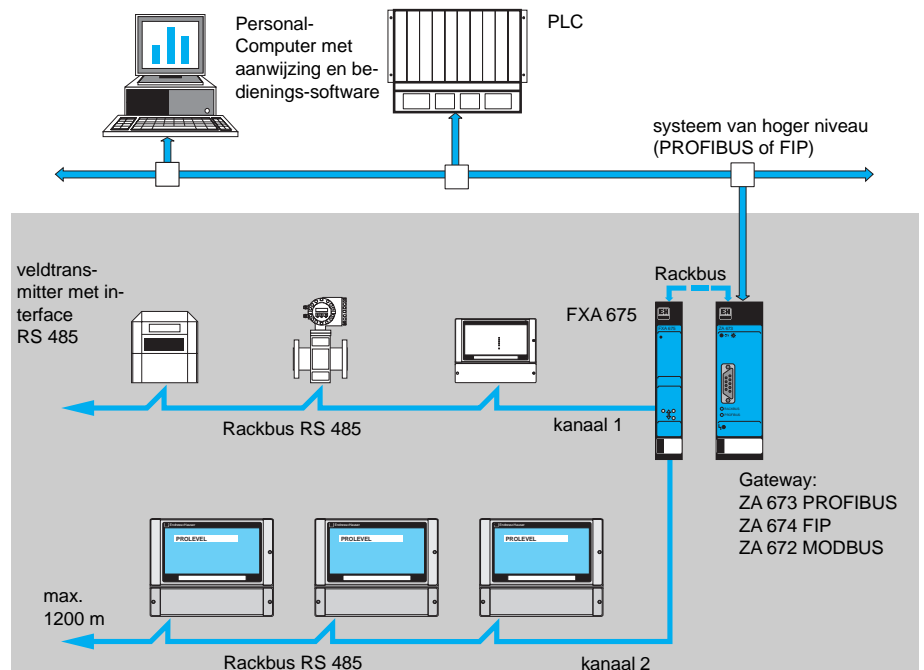 Personal-
Computer met
aanwijzing en be-
dienings-software
PLC
systeem van hoger niveau
(PROFIBUS of FIP)
veldtrans-
mitter met in-
terface
RS 485
Rackbus
FXA 675
Rackbus RS 485
kanaal 1
Gateway:
ZA 673 PROFIBUS
ZA 674 FIP
ZA 672 MODBUS
PROLEVEL
PROLEVEL
PROLEVEL
max.
1200 m
Rackbus RS 485
kanaal 2